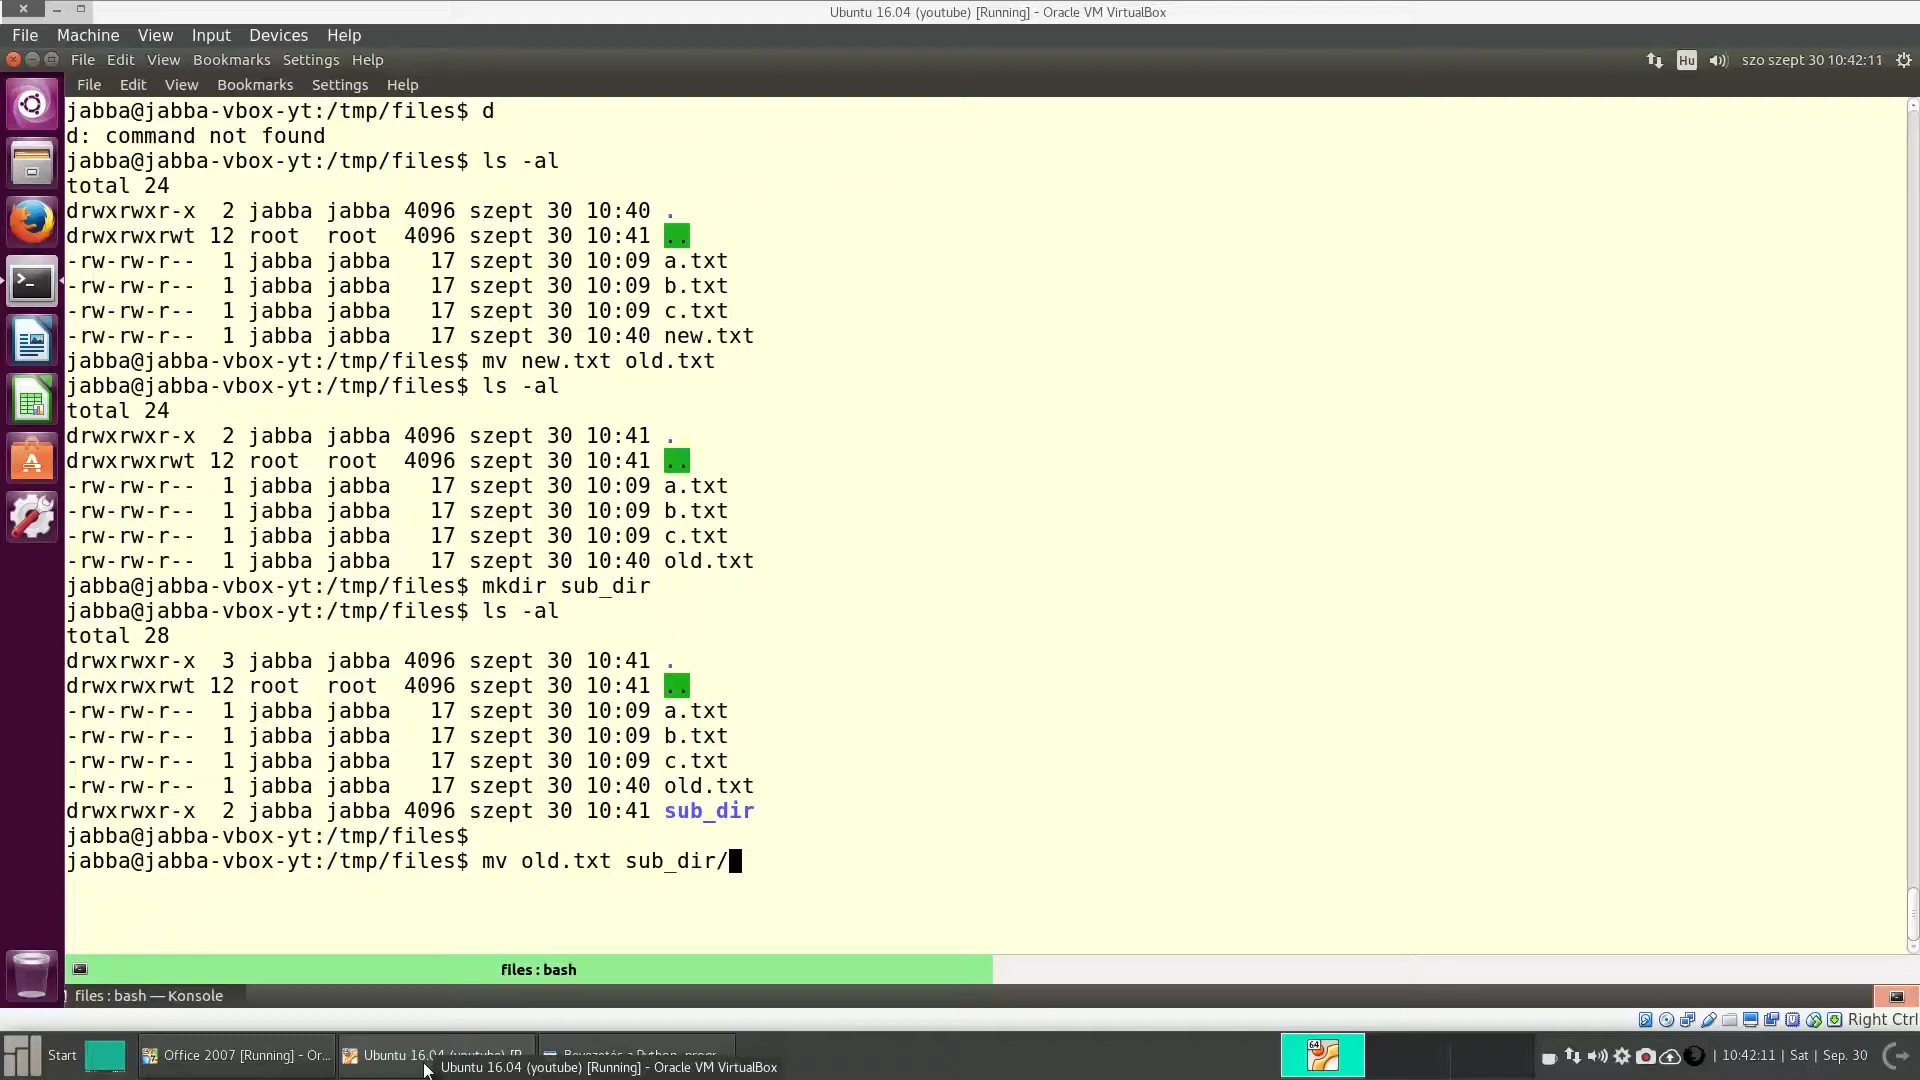 Ubuntu 16.04 (youtube) [Running] - Oracle VM VirtualBox
File Machine View Input Devices Help
File Edit View Bookmarks Settings Help
Hu szo szept 30 10:42:11
File Edit View Bookmarks Settings Help
jabba@jabba-vbox-yt:/tmp/files$ d
d: command not found
jabba@jabba-vbox-yt:/tmp/files$ ls -al
total 24
drwxrwxr-x  2 jabba jabba 4096 szept 30 10:40 .
drwxrwxrwt 12 root  root  4096 szept 30 10:41 ..
-rw-rw-r--  1 jabba jabba   17 szept 30 10:09 a.txt
-rw-rw-r--  1 jabba jabba   17 szept 30 10:09 b.txt
-rw-rw-r--  1 jabba jabba   17 szept 30 10:09 c.txt
-rw-rw-r--  1 jabba jabba   17 szept 30 10:40 new.txt
jabba@jabba-vbox-yt:/tmp/files$ mv new.txt old.txt
jabba@jabba-vbox-yt:/tmp/files$ ls -al
total 24
drwxrwxr-x  2 jabba jabba 4096 szept 30 10:41 .
drwxrwxrwt 12 root  root  4096 szept 30 10:41 ..
-rw-rw-r--  1 jabba jabba   17 szept 30 10:09 a.txt
-rw-rw-r--  1 jabba jabba   17 szept 30 10:09 b.txt
-rw-rw-r--  1 jabba jabba   17 szept 30 10:09 c.txt
-rw-rw-r--  1 jabba jabba   17 szept 30 10:40 old.txt
jabba@jabba-vbox-yt:/tmp/files$ mkdir sub_dir
jabba@jabba-vbox-yt:/tmp/files$ ls -al
total 28
drwxrwxr-x  3 jabba jabba 4096 szept 30 10:41 .
drwxrwxrwt 12 root  root  4096 szept 30 10:41 ..
-rw-rw-r--  1 jabba jabba   17 szept 30 10:09 a.txt
-rw-rw-r--  1 jabba jabba   17 szept 30 10:09 b.txt
-rw-rw-r--  1 jabba jabba   17 szept 30 10:09 c.txt
-rw-rw-r--  1 jabba jabba   17 szept 30 10:40 old.txt
drwxrwxr-x  2 jabba jabba 4096 szept 30 10:41 sub_dir
jabba@jabba-vbox-yt:/tmp/files$
jabba@jabba-vbox-yt:/tmp/files$ mv old.txt sub_dir/
files : bash
files : bash — Konsole
Right Ctrl
Start Office 2007 [Running] - Or... Ubuntu 16.04 64 10:42:11 | Sat | Sep. 30
Ubuntu 16.04 (youtube) [Running] - Oracle VM VirtualBox